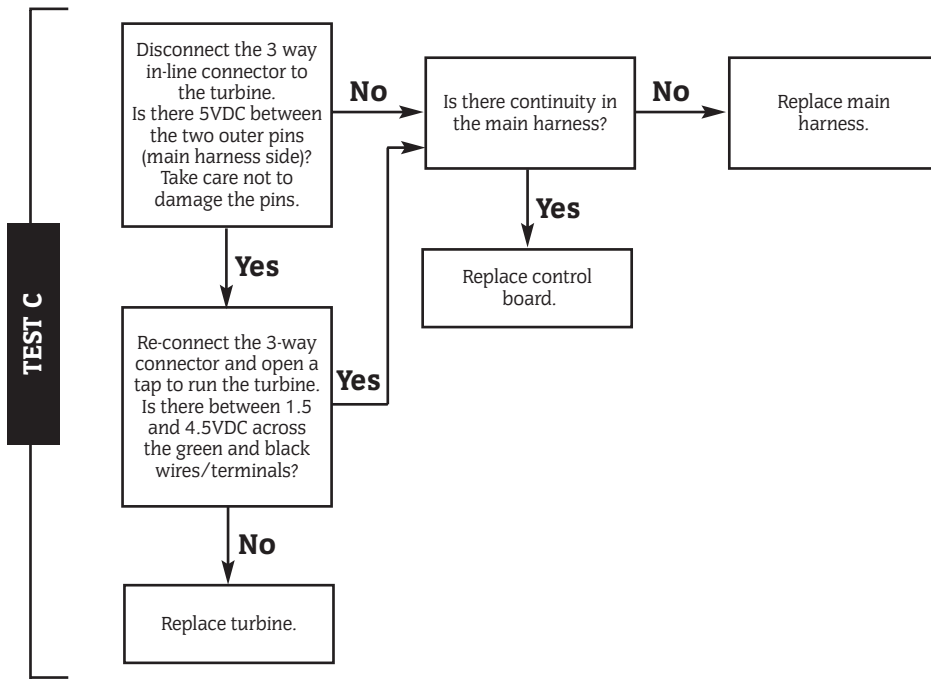 TEST C
Disconnect the 3 way
in-line connector to
the turbine.
Is there 5VDC between
the two outer pins
(main harness side)?
Take care not to
damage the pins.
No
Is there continuity in
the main harness?
No
Replace main
harness.
Yes
Replace control
board.
Yes
Re-connect the 3-way
connector and open a
tap to run the turbine.
Is there between 1.5
and 4.5VDC across
the green and black
wires/terminals?
Yes
No
Replace turbine.